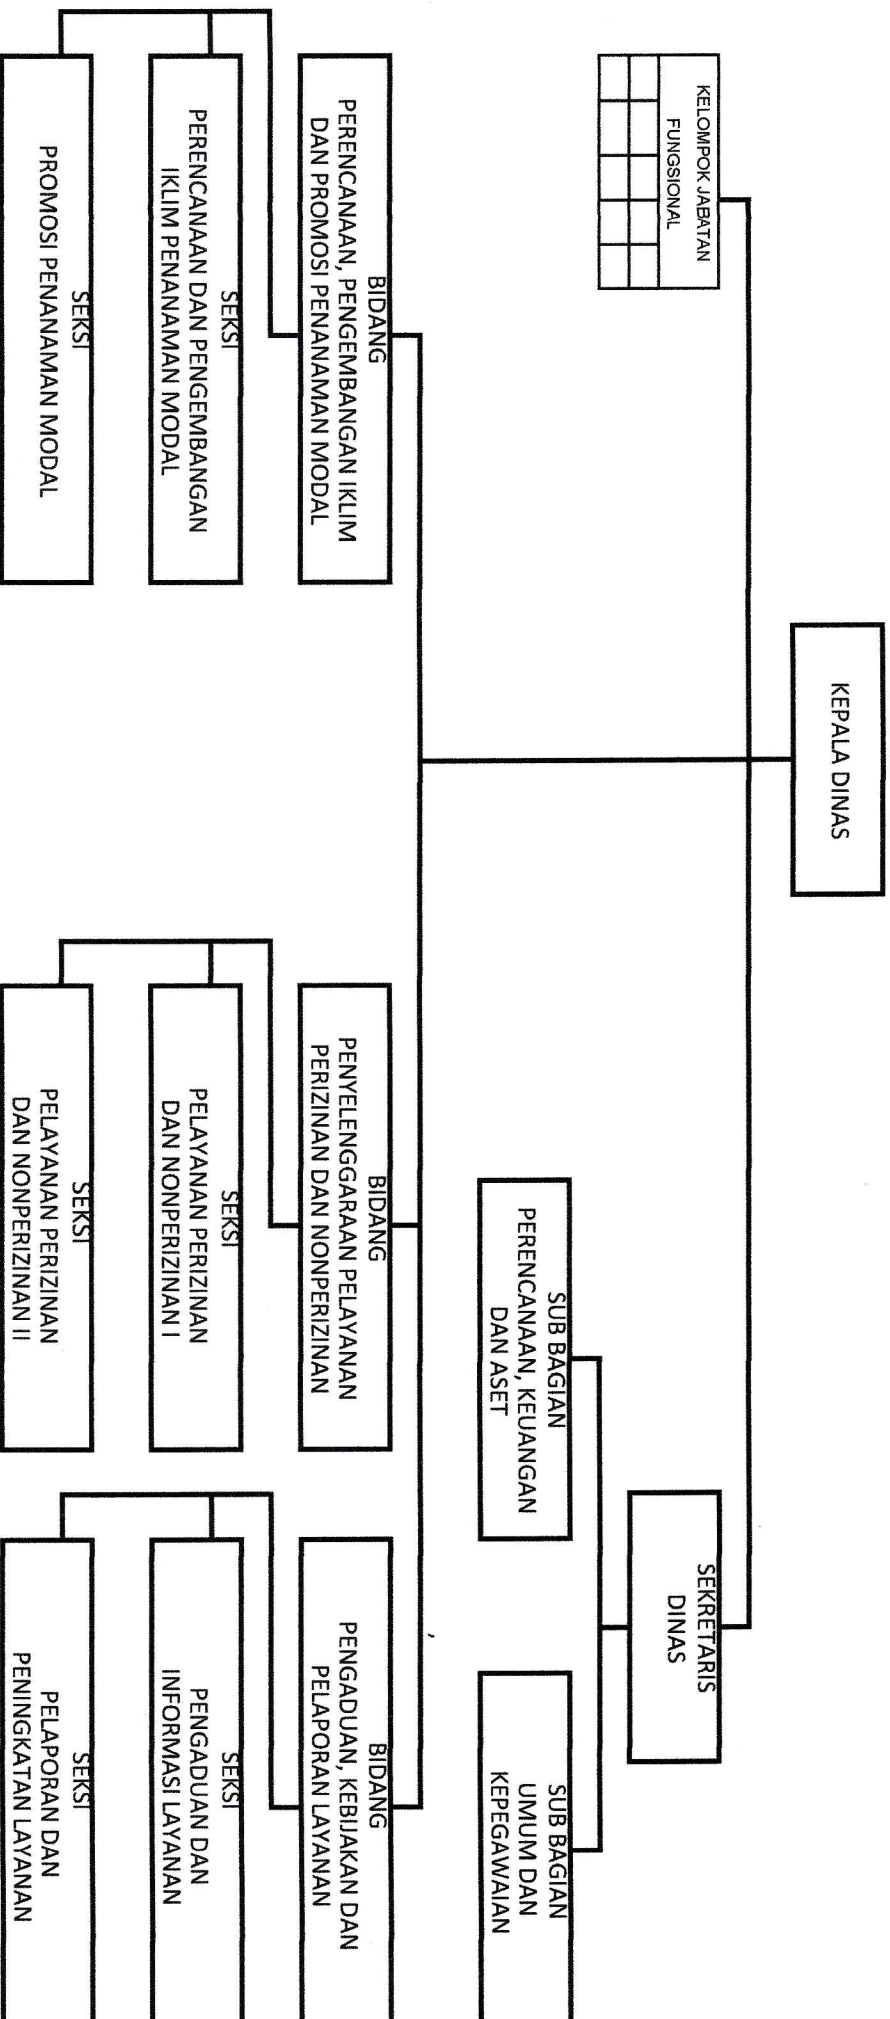 KEPALA DINAS
KELOMPOK JABATAN
FUNGSIONAL
SEKRETARIS
DINAS
SUB BAGIAN
PERENCANAAN, KEUANGAN
DAN ASET
SUB BAGIAN
UMUM DAN
KEPEGAWAIAN
BIDANG
PERENCANAAN, PENGEMBANGAN IKLIM
DAN PROMOSI PENANAMAN MODAL
BIDANG
PENYELENGGARAAN PELAYANAN
PERIZINAN DAN NONPERIZINAN
BIDANG
PENGADUAN, KEBIJAKAN DAN
PELAPORAN LAYANAN
SEKSI
PERENCANAAN DAN PENGEMBANGAN
IKLIM PENANAMAN MODAL
SEKSI
PELAYANAN PERIZINAN
DAN NONPERIZINAN I
SEKSI
PENGADUAN DAN
INFORMASI LAYANAN
SEKSI
PROMOSI PENANAMAN MODAL
SEKSI
PELAYANAN PERIZINAN
DAN NONPERIZINAN II
SEKSI
PELAPORAN DAN
PENINGKATAN LAYANAN